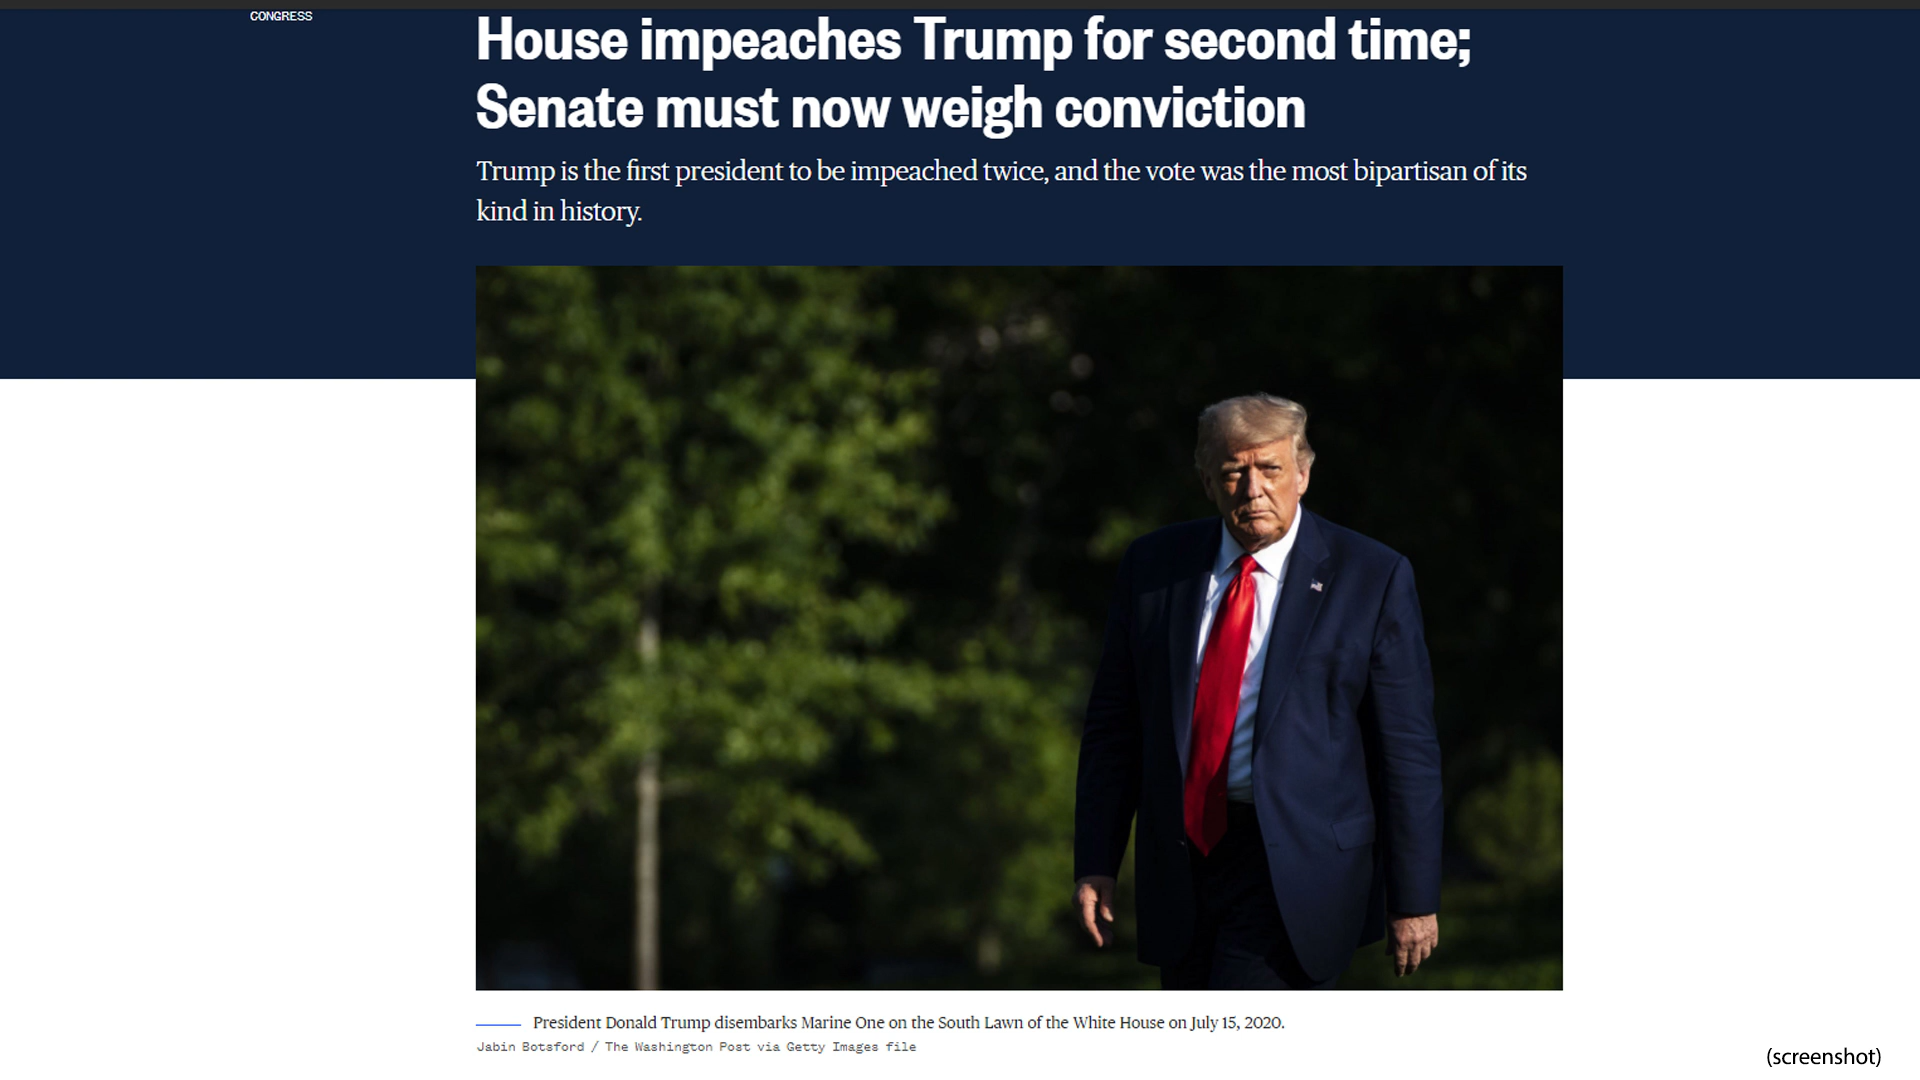 CONGRESS
House impeaches Trump for second time;
Senate must now weigh conviction
Trump is the first president to be impeached twice, and the vote was the most bipartisan of its
kind in history.
President Donald Trump disembarks Marine One on the South Lawn of the White House on July 15, 2020.
Jabin Botsford / The Washington Post via Getty Images file
(screenshot)